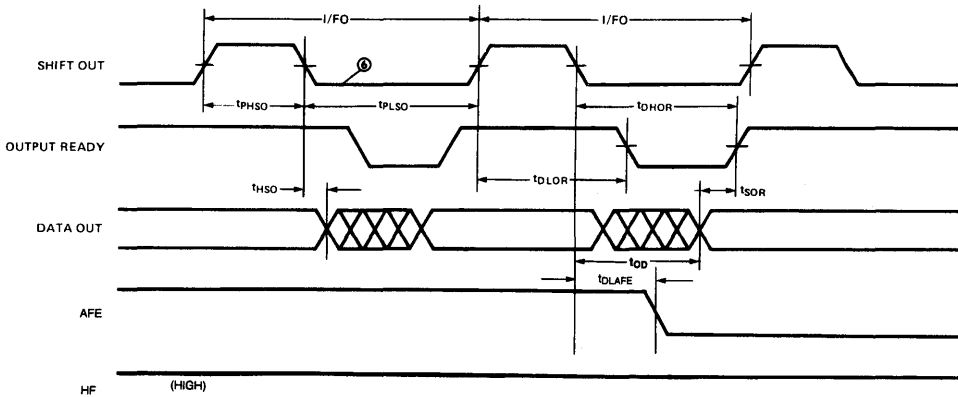 I/FO
I/FO
SHIFT OUT
6
tPHSO
tPLSO
tDHOR
OUTPUT READY
tHSO
tDLOR
tSOR
DATA OUT
tOD
tDLAFE
AFE
HF
(HIGH)